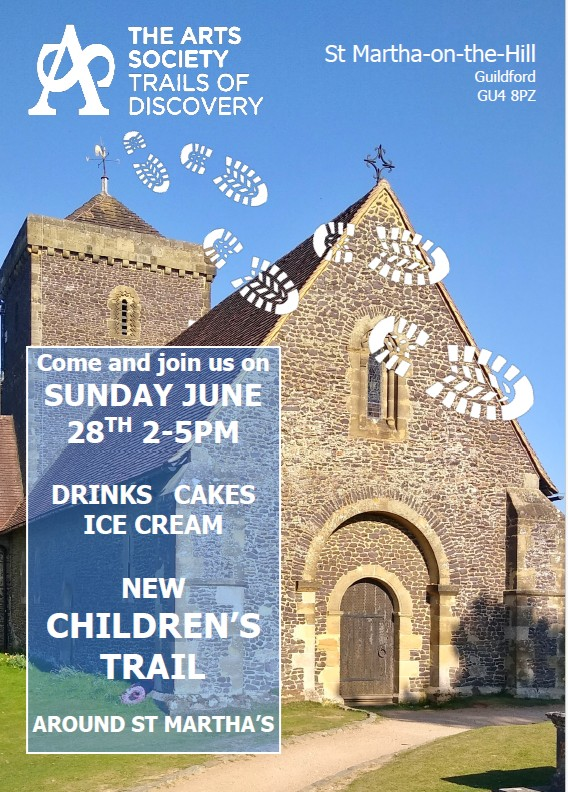 THE ARTS
SOCIETY
TRAILS OF
DISCOVERY
St Martha-on-the-Hill
Guildford
GU4 8PZ
Come and join us on
SUNDAY JUNE
28TH 2-5PM
DRINKS CAKES
ICE CREAM
NEW
CHILDREN’S
TRAIL
AROUND ST MARTHA’S